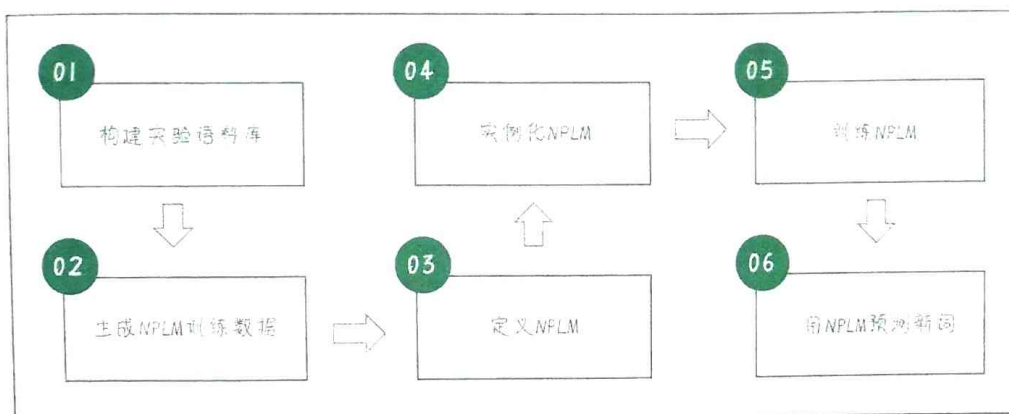 01
构建实验语料库
02
生成NPLM训练数据
03
定义NPLM
04
实例化NPLM
05
训练NPLM
06
用NPLM预测新词